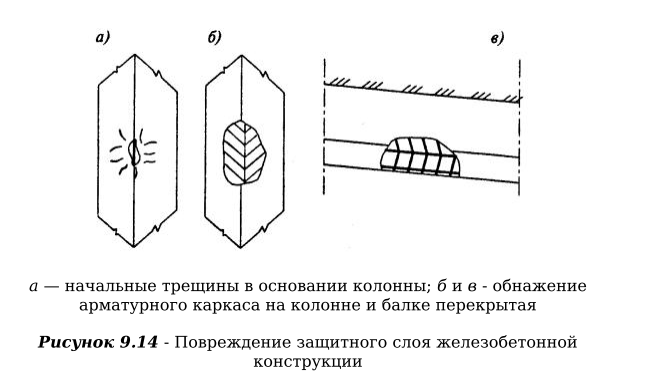 а) б) в)
а — начальные трещины в основании колонны; б и в - обнажение
арматурного каркаса на колонне и балке перекрытая
Рисунок 9.14 - Повреждение защитного слоя железобетонной
конструкции